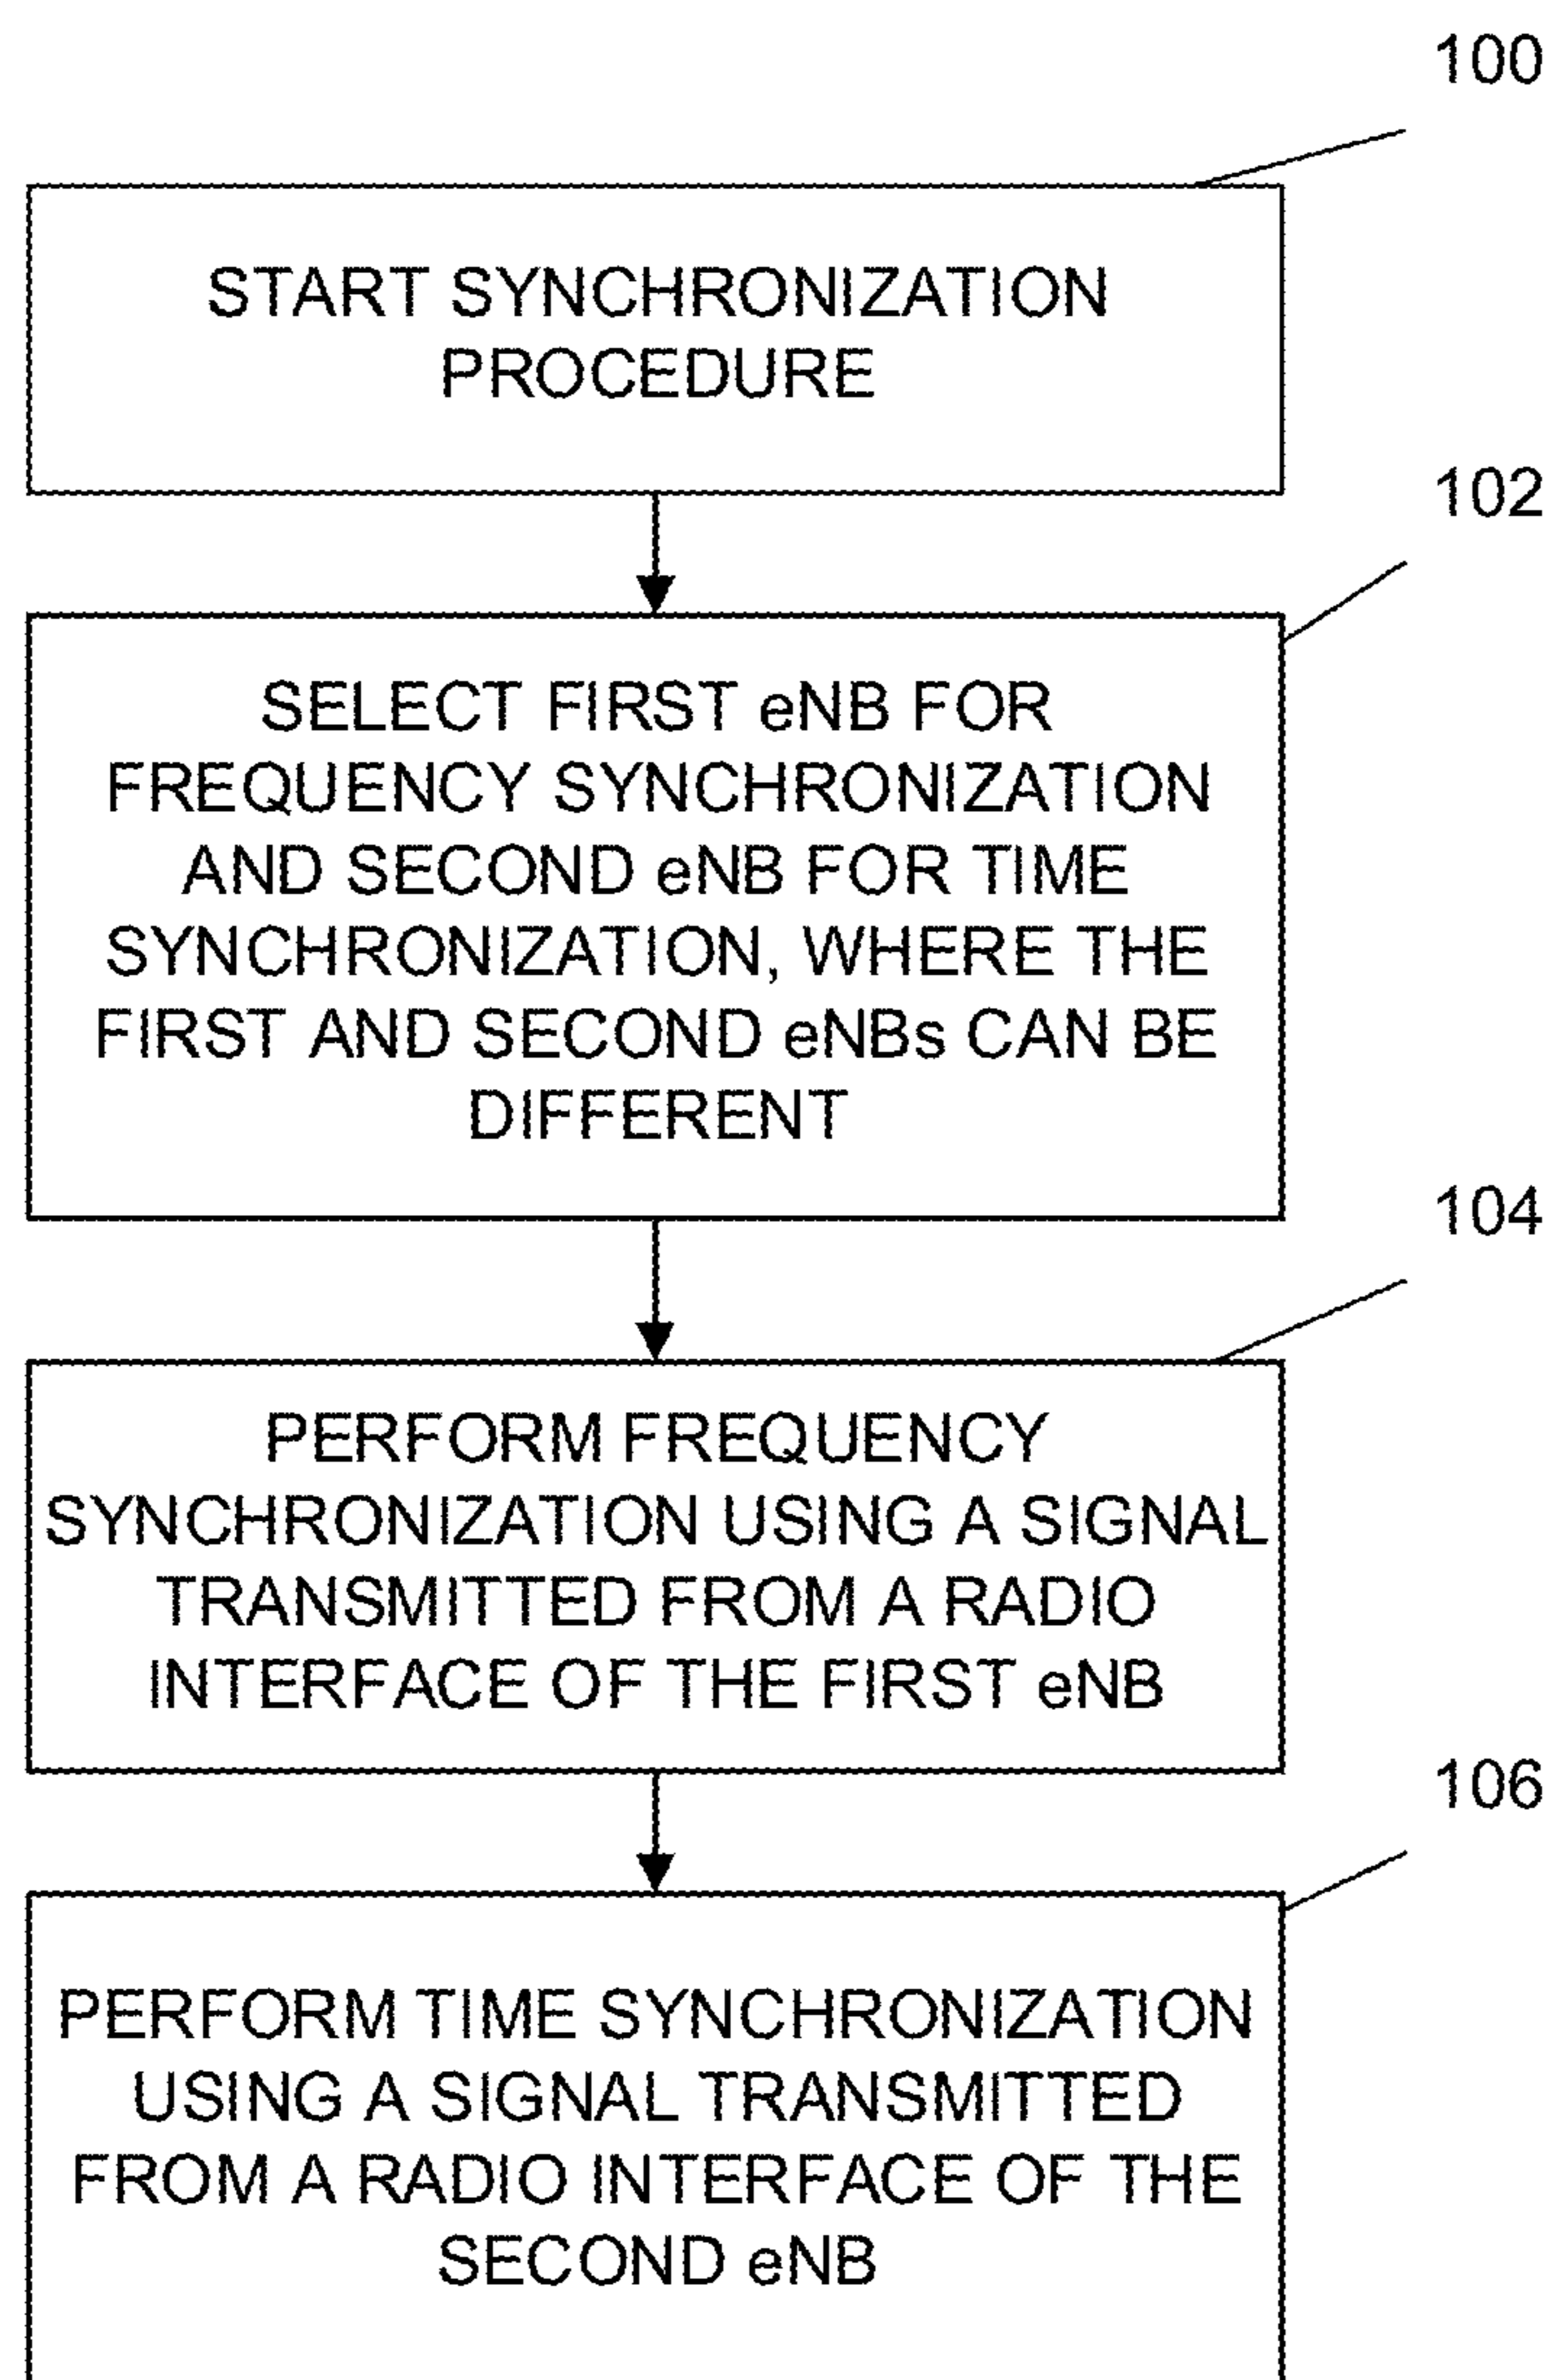 100
START SYNCHRONIZATION
PROCEDURE
102
SELECT FIRST eNB FOR
FREQUENCY SYNCHRONIZATION
AND SECOND eNB FOR TIME
SYNCHRONIZATION, WHERE THE
FIRST AND SECOND eNBs CAN BE
DIFFERENT
104
PERFORM FREQUENCY
SYNCHRONIZATION USING A SIGNAL
TRANSMITTED FROM A RADIO
INTERFACE OF THE FIRST eNB
106
PERFORM TIME SYNCHRONIZATION
USING A SIGNAL TRANSMITTED
FROM A RADIO INTERFACE OF THE
SECOND eNB